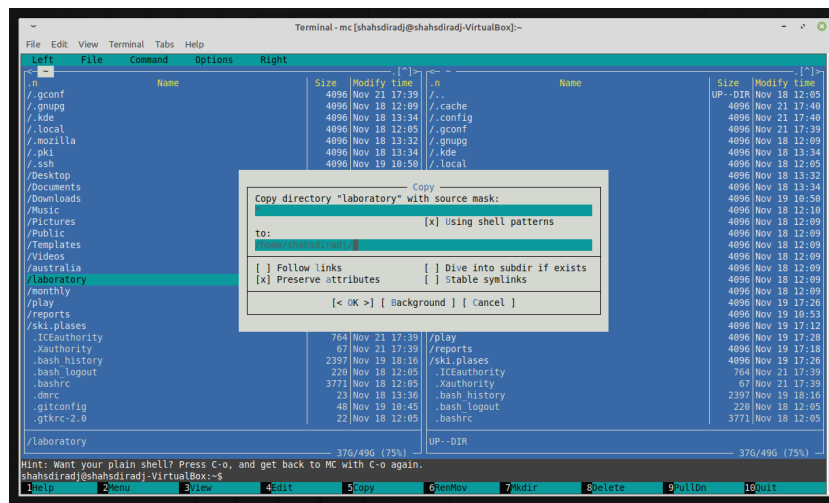 Terminal - mc [shahsdiradj@shahsdiradj-VirtualBox]:~
File Edit View Terminal Tabs Help
Left File Command Options Right
<- ~ .[^]> <- ~ .[^]>
.n Name Size Modify time .n Name Size Modify time
/.gconf 4096 Nov 21 17:39 /.. UP--DIR Nov 18 12:05
/.gnupg 4096 Nov 18 12:09 /.cache 4096 Nov 21 17:40
/.kde 4096 Nov 18 13:34 /.config 4096 Nov 21 17:40
/.local 4096 Nov 18 12:05 /.gconf 4096 Nov 21 17:39
/.mozilla 4096 Nov 18 13:32 /.gnupg 4096 Nov 18 12:09
/.pki 4096 Nov 18 13:34 /.kde 4096 Nov 18 13:34
/.ssh 4096 Nov 19 10:50 /.local 4096 Nov 18 12:05
/Desktop 4096 Nov 18 13:32
/Documents Copy 4096 Nov 18 13:34
/Downloads Copy directory "laboratory" with source mask: 4096 Nov 19 10:50
/Music 4096 Nov 18 12:10
/Pictures [x] Using shell patterns 4096 Nov 18 12:09
/Public to: 4096 Nov 18 12:09
/Templates /home/shahsdiradj/ 4096 Nov 18 12:09
/Videos 4096 Nov 18 12:09
/australia [ ] Follow links [ ] Dive into subdir if exists 4096 Nov 18 12:09
/laboratory [x] Preserve attributes [ ] Stable symlinks 4096 Nov 18 12:09
/monthly 4096 Nov 18 12:09
/play [< OK >] [ Background ] [ Cancel ] 4096 Nov 19 17:26
/reports 4096 Nov 19 10:53
/ski.plases 4096 Nov 19 17:12
.ICEauthority 764 Nov 21 17:39 /play 4096 Nov 19 17:28
.Xauthority 67 Nov 21 17:39 /reports 4096 Nov 19 17:18
.bash_history 2397 Nov 19 18:16 /ski.plases 4096 Nov 19 17:26
.bash_logout 220 Nov 18 12:05 .ICEauthority 764 Nov 21 17:39
.bashrc 3771 Nov 18 12:05 .Xauthority 67 Nov 21 17:39
.dmrc 23 Nov 18 13:36 .bash_history 2397 Nov 19 18:16
.gitconfig 48 Nov 19 10:45 .bash_logout 220 Nov 18 12:05
.gtkrc-2.0 22 Nov 18 12:05 .bashrc 3771 Nov 18 12:05
/laboratory UP--DIR
37G/49G (75%) 37G/49G (75%)
Hint: Want your plain shell? Press C-o, and get back to MC with C-o again.
shahsdiradj@shahsdiradj-VirtualBox:~$
1Help 2Menu 3View 4Edit 5Copy 6RenMov 7Mkdir 8Delete 9PullDn 10Quit